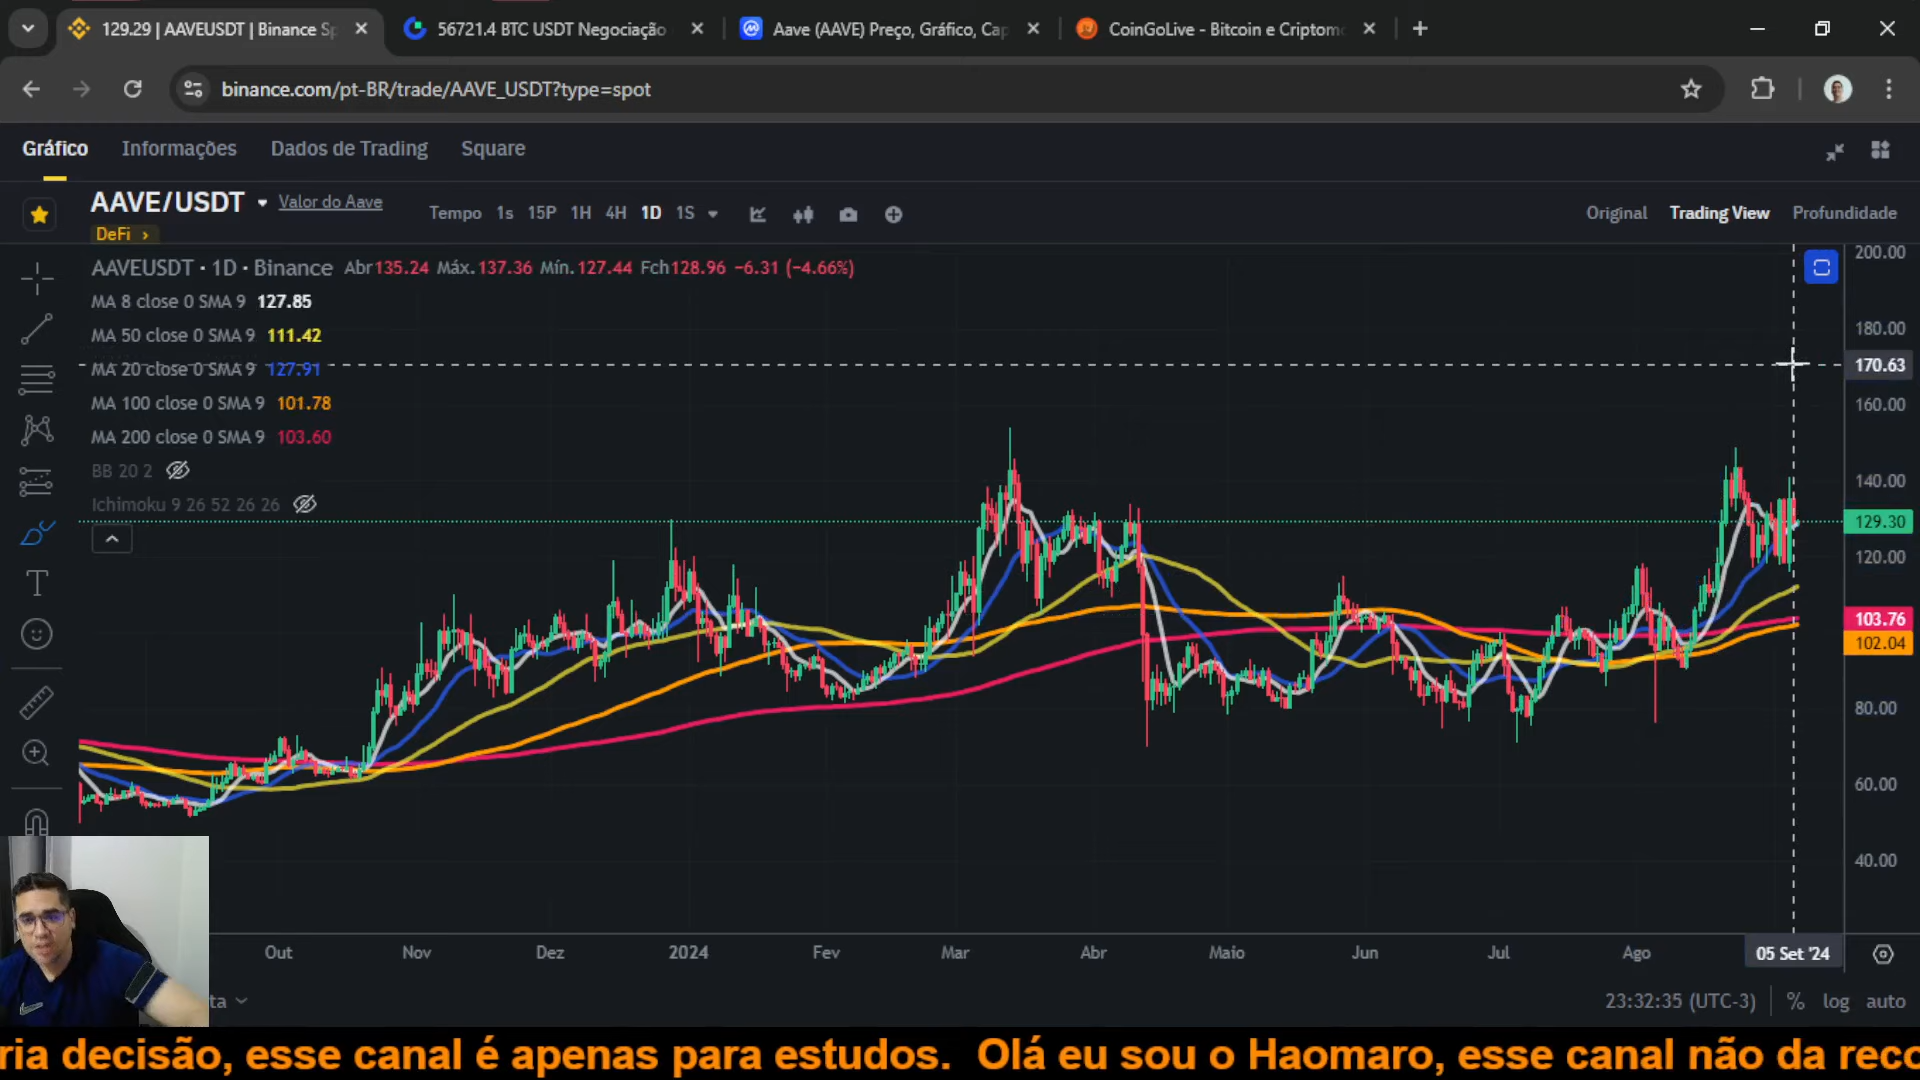 129.29 | AAVEUSDT | Binance Sp
56721.4 BTC USDT Negociação
Aave (AAVE) Preço, Gráfico, Cap
CoinGoLive - Bitcoin e Criptomo
binance.com/pt-BR/trade/AAVE_USDT?type=spot
Gráfico Informações Dados de Trading Square
AAVE/USDT Valor do Aave Tempo 1s 15P 1H 4H 1D 1S Original Trading View Profundidade
DeFi ›
AAVEUSDT · 1D · Binance Abr135.24 Máx.137.36 Mín.127.44 Fch128.96 −6.31 (−4.66%)
MA 8 close 0 SMA 9 127.85
MA 50 close 0 SMA 9 111.42
MA 20 close 0 SMA 9 127.91
MA 100 close 0 SMA 9 101.78
MA 200 close 0 SMA 9 103.60
BB 20 2
Ichimoku 9 26 52 26 26
200.00
180.00
170.63
160.00
140.00
129.30
120.00
103.76
102.04
80.00
60.00
40.00
Out Nov Dez 2024 Fev Mar Abr Maio Jun Jul Ago 05 Set '24
ta 23:32:35 (UTC-3) % log auto
ria decisão, esse canal é apenas para estudos. Olá eu sou o Haomaro, esse canal não da reco